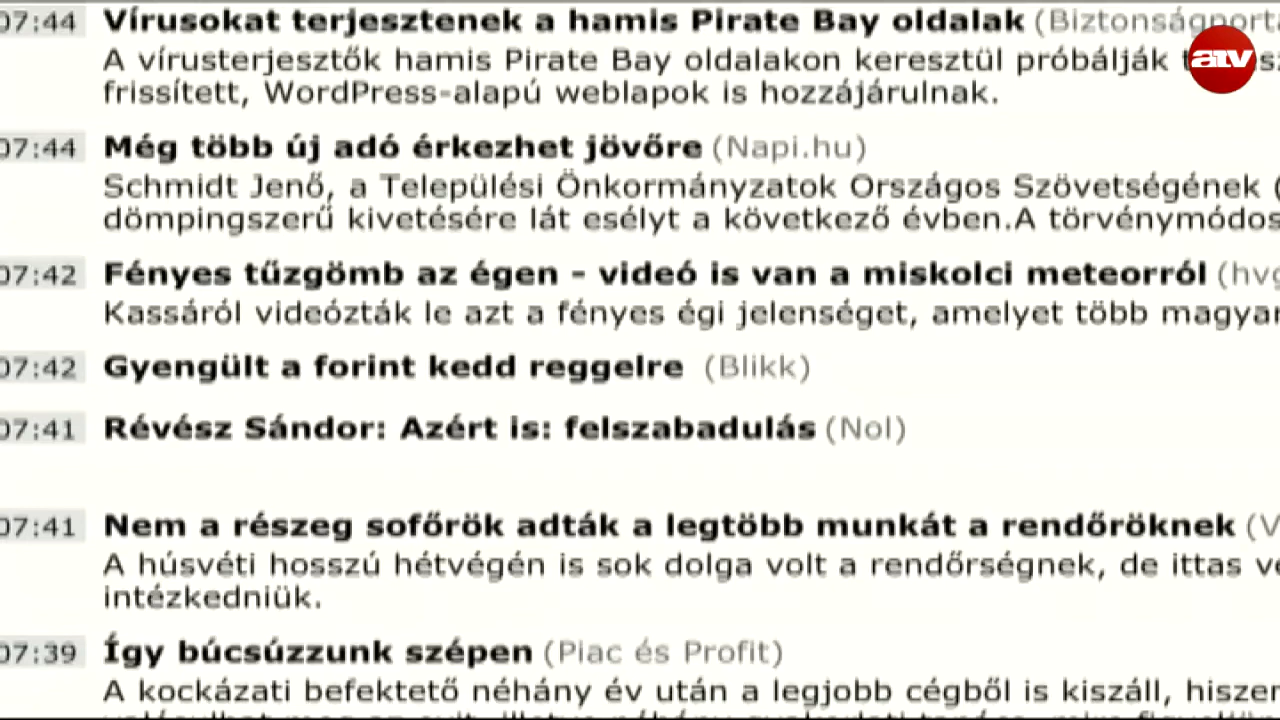 07:44 Vírusokat terjesztenek a hamis Pirate Bay oldalak (Biztonságport
A vírusterjesztők hamis Pirate Bay oldalakon keresztül próbálják
atv
frissített, WordPress-alapú weblapok is hozzájárulnak.
07:44 Még több új adó érkezhet jövőre (Napi.hu)
Schmidt Jenő, a Települési Önkormányzatok Országos Szövetségének (
dömpingszerű kivetésére lát esélyt a következő évben.A törvénymódos
07:42 Fényes tűzgömb az égen - videó is van a miskolci meteorról (hvg
Kassáról videózták le azt a fényes égi jelenséget, amelyet több magyar
07:42 Gyengült a forint kedd reggelre (Blikk)
07:41 Révész Sándor: Azért is: felszabadulás (Nol)
07:41 Nem a részeg sofőrök adták a legtöbb munkát a rendőröknek (V
A húsvéti hosszú hétvégén is sok dolga volt a rendőrségnek, de ittas ve
intézkedniük.
07:39 Így búcsúzzunk szépen (Piac és Profit)
A kockázati befektető néhány év után a legjobb cégből is kiszáll, hiszen